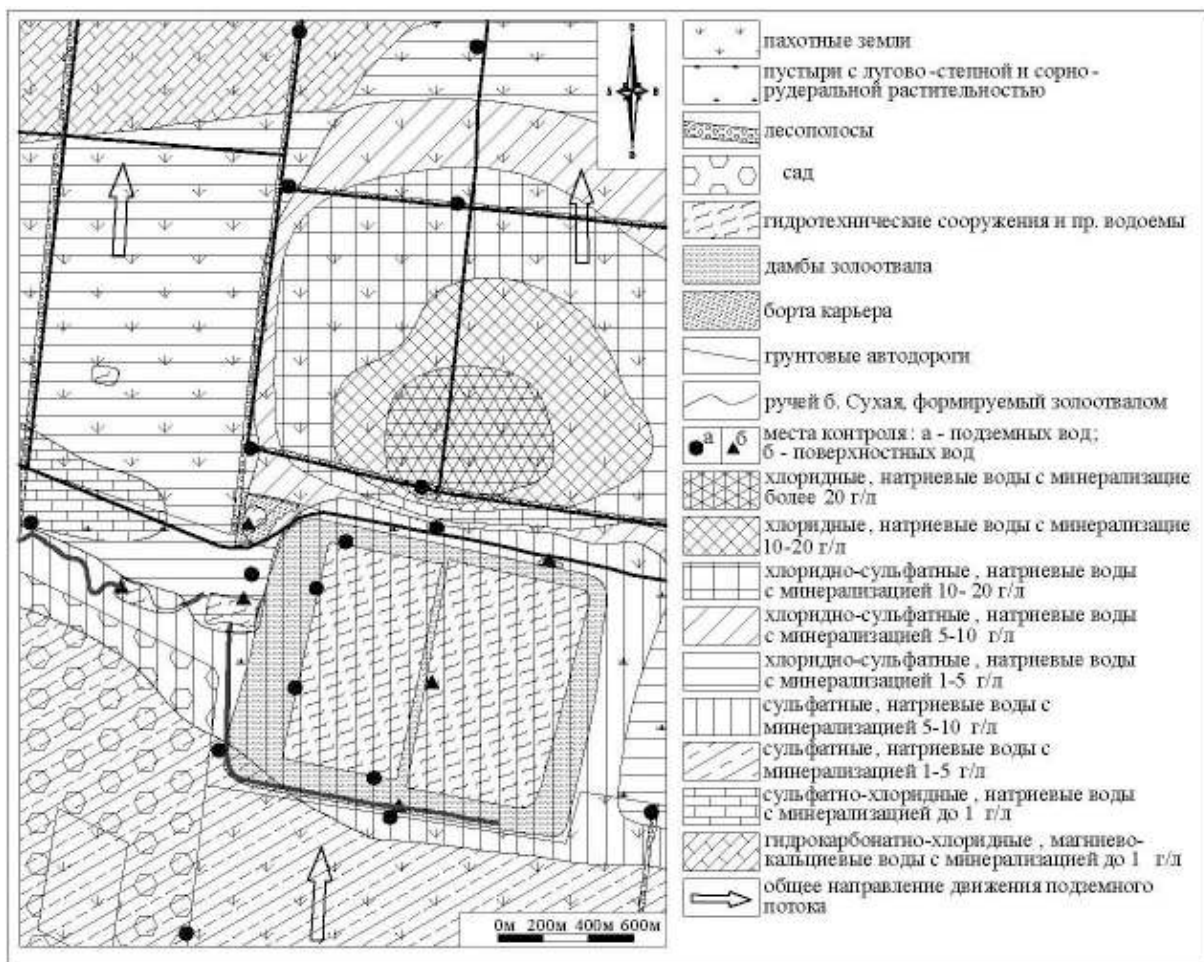 пахотные земли
пустыри с лугово -степной и сорно -
рудеральной растительностью
лесополосы
сад
гидротехнические сооружения и пр. водоемы
дамбы золоотвала
борта карьера
грунтовые автодороги
ручей б. Сухая, формируемый золоотвалом
а б
места контроля : а - подземных вод;
б - поверхностных вод
хлоридные , натриевые воды с минерализацие
более 20 г/л
хлоридные , натриевые воды с минерализацие
10-20 г/л
хлоридно-сульфатные , натриевые воды
с минерализацией 10- 20 г/л
хлоридно-сульфатные , натриевые воды
с минерализацией 5-10 г/л
хлоридно-сульфатные , натриевые воды
с минерализацией 1-5 г/л
сульфатные , натриевые воды с
минерализацией 5-10 г/л
сульфатные , натриевые воды с
минерализацией 1-5 г/л
сульфатно-хлоридные , натриевые воды
с минерализацией до 1 г/л
гидрокарбонатно-хлоридные , магниево-
кальциевые воды с минерализацией до 1 г/л
общее направление движения подземного
потока
0м 200м 400м 600м